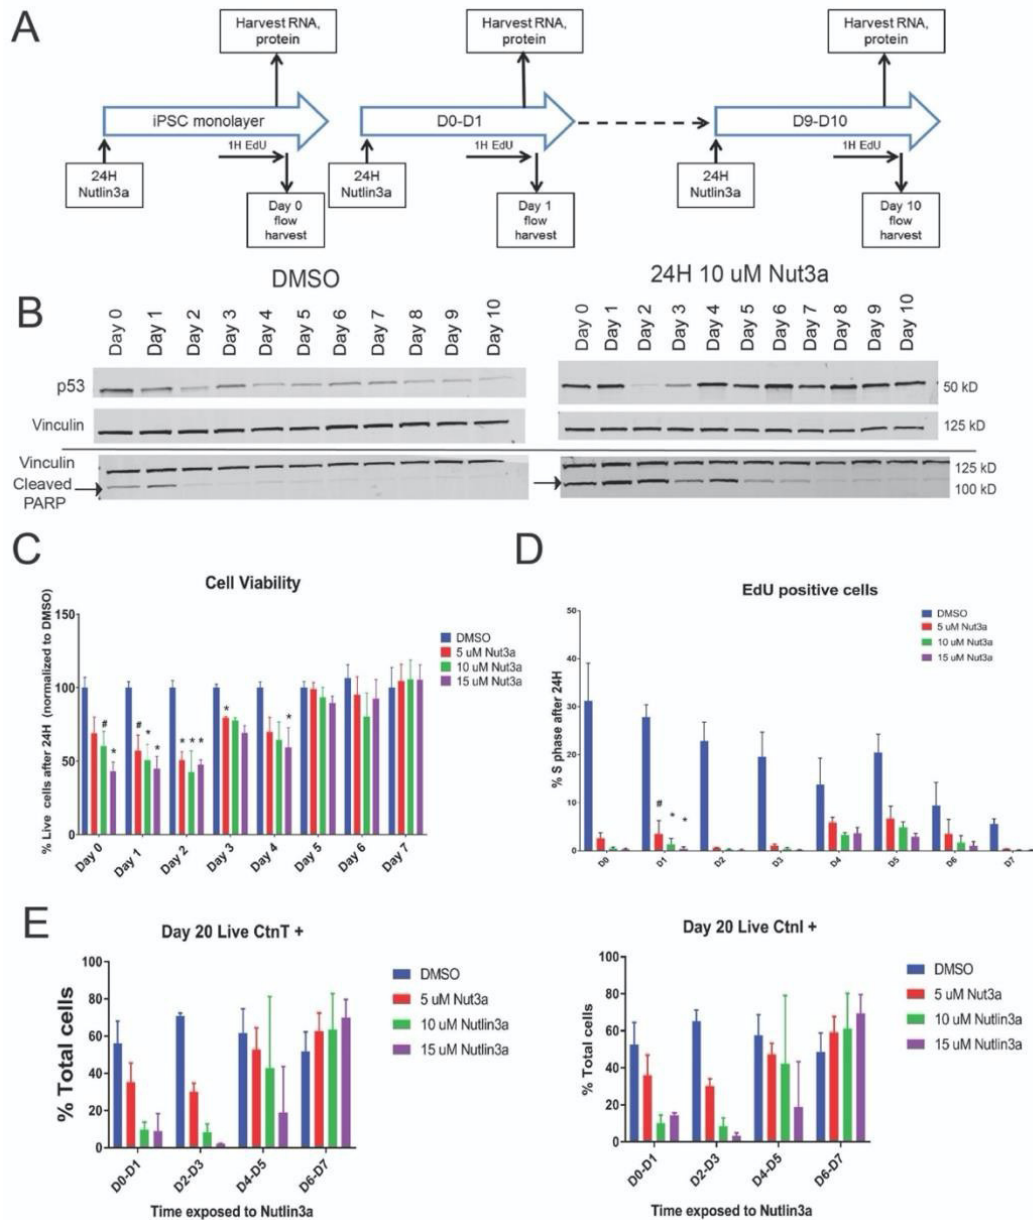 A
Harvest RNA,
protein
Harvest RNA,
protein
Harvest RNA,
protein
iPSC monolayer
D0-D1
D9-D10
1H EdU
1H EdU
1H EdU
24H
Nutlin3a
24H
Nutlin3a
24H
Nutlin3a
Day 0
flow
harvest
Day 1
flow
harvest
Day 10
flow
harvest
B
DMSO
24H 10 uM Nut3a
Day 0
Day 1
Day 2
Day 3
Day 4
Day 5
Day 6
Day 7
Day 8
Day 9
Day 10
Day 0
Day 1
Day 2
Day 3
Day 4
Day 5
Day 6
Day 7
Day 8
Day 9
Day 10
p53
50 kD
Vinculin
125 kD
Vinculin
125 kD
Cleaved
PARP
100 kD
C
Cell Viability
% Live cells after 24H (normalized to DMSO)
150
100
50
0
# * # * * * * * * *
Day 0
Day 1
Day 2
Day 3
Day 4
Day 5
Day 6
Day 7
DMSO
5 uM Nut3a
10 uM Nut3a
15 uM Nut3a
D
EdU positive cells
% S phase after 24H
50
40
30
20
10
0
# * *
D0
D1
D2
D3
D4
D5
D6
D7
DMSO
5 uM Nut3a
10 uM Nut3a
15 uM Nut3a
E
Day 20 Live CtnT +
% Total cells
100
80
60
40
20
0
D0-D1
D2-D3
D4-D5
D6-D7
Time exposed to Nutlin3a
DMSO
5 uM Nut3a
10 uM Nutlin3a
15 uM Nutlin3a
Day 20 Live CtnI +
% Total cells
100
80
60
40
20
0
D0-D1
D2-D3
D4-D5
D6-D7
Time exposed to Nutlin3a
DMSO
5 uM Nut3a
10 uM Nutlin3a
15 uM Nutlin3a